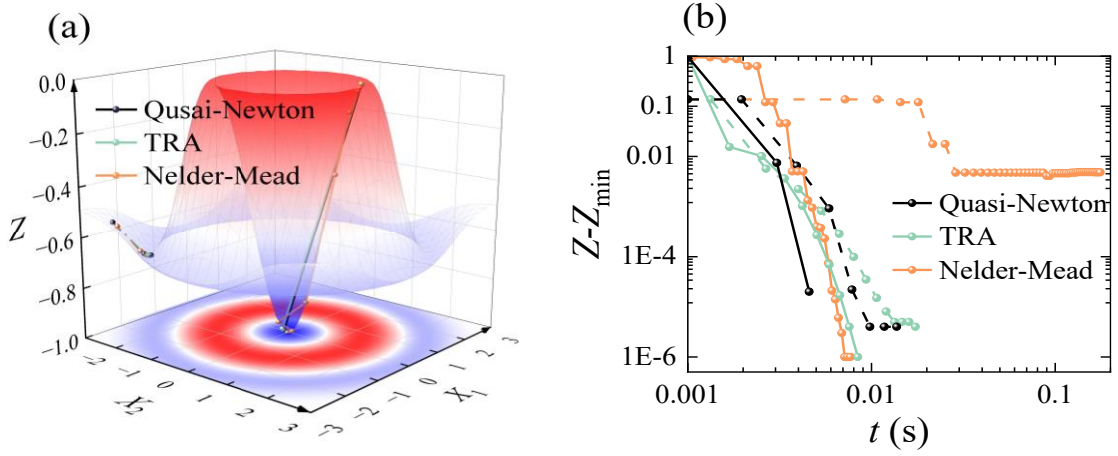 (a)
0.0
−0.2
−0.4
−0.6
−0.8
−1.0
Z
Qusai-Newton
TRA
Nelder-Mead
−2
−1
0
1
2
3
X2
−3
−2
−1
0
1
2
3
X1
(b)
1
0.1
0.01
1E-4
1E-6
Z-Zmin
Quasi-Newton
TRA
Nelder-Mead
0.001
0.01
0.1
t (s)